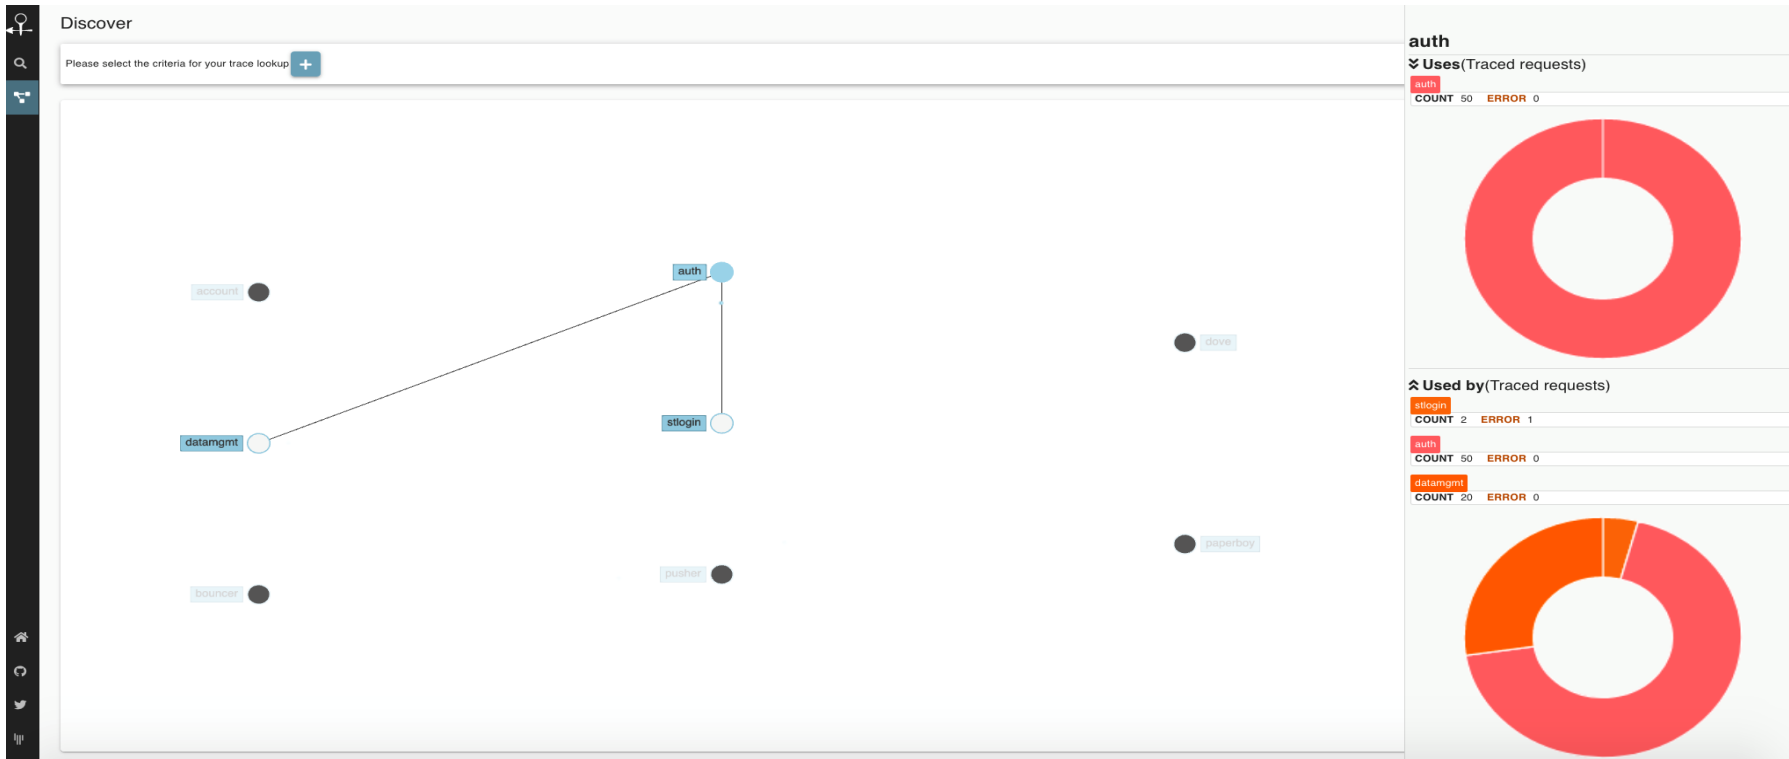 Discover
Please select the criteria for your trace lookup
auth
account
dove
stlogin
datamgmt
paperboy
pusher
bouncer
auth
Uses(Traced requests)
auth
COUNT 50 ERROR 0
Used by(Traced requests)
stlogin
COUNT 2 ERROR 1
auth
COUNT 50 ERROR 0
datamgmt
COUNT 20 ERROR 0